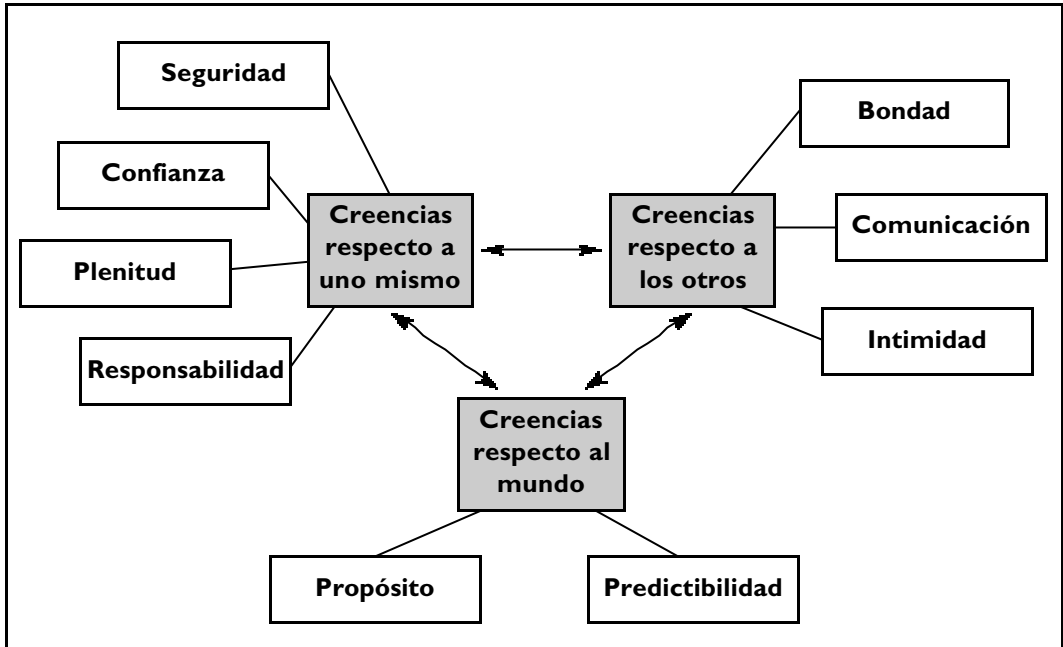 Seguridad
Confianza
Plenitud
Responsabilidad
Creencias
respecto a
uno mismo
Creencias
respecto a
los otros
Bondad
Comunicación
Intimidad
Creencias
respecto al
mundo
Propósito
Predictibilidad